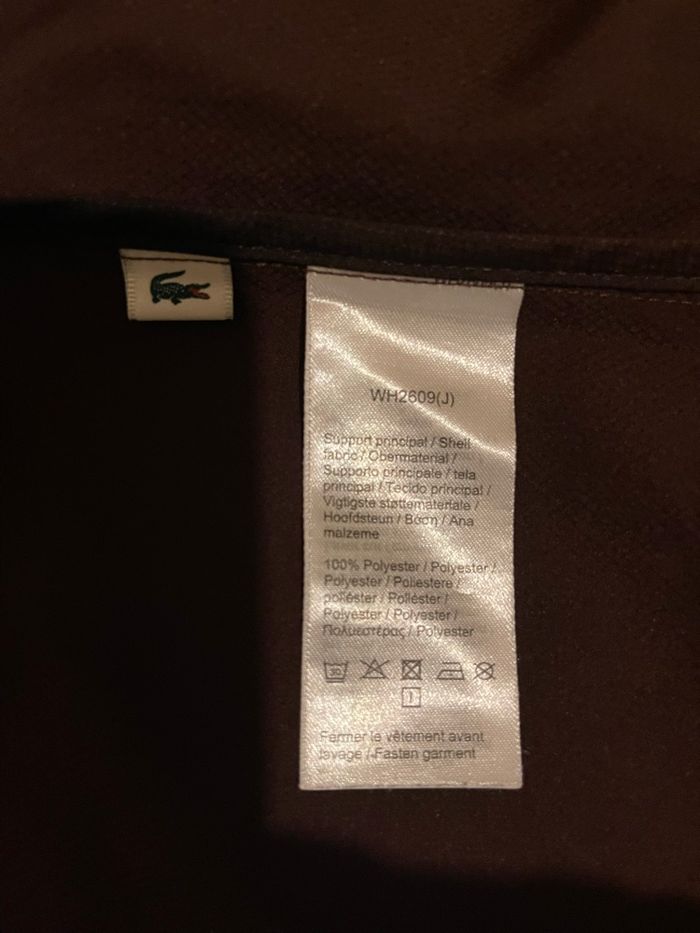 WH2609(J)
Support principal / Shell
fabric / Obermaterial /
Supporto principale / tela
principal / Tecido principal /
Vigtigste støttemateriale /
Hoofdsteun / Βάση / Ana
malzeme
100% Polyester / Polyester /
Polyester / Poliestere /
poliéster / Poliéster /
Polyester / Polyester /
Πολυεστέρας / Polyester
30
Fermer le vêtement avant
lavage / Fasten garment